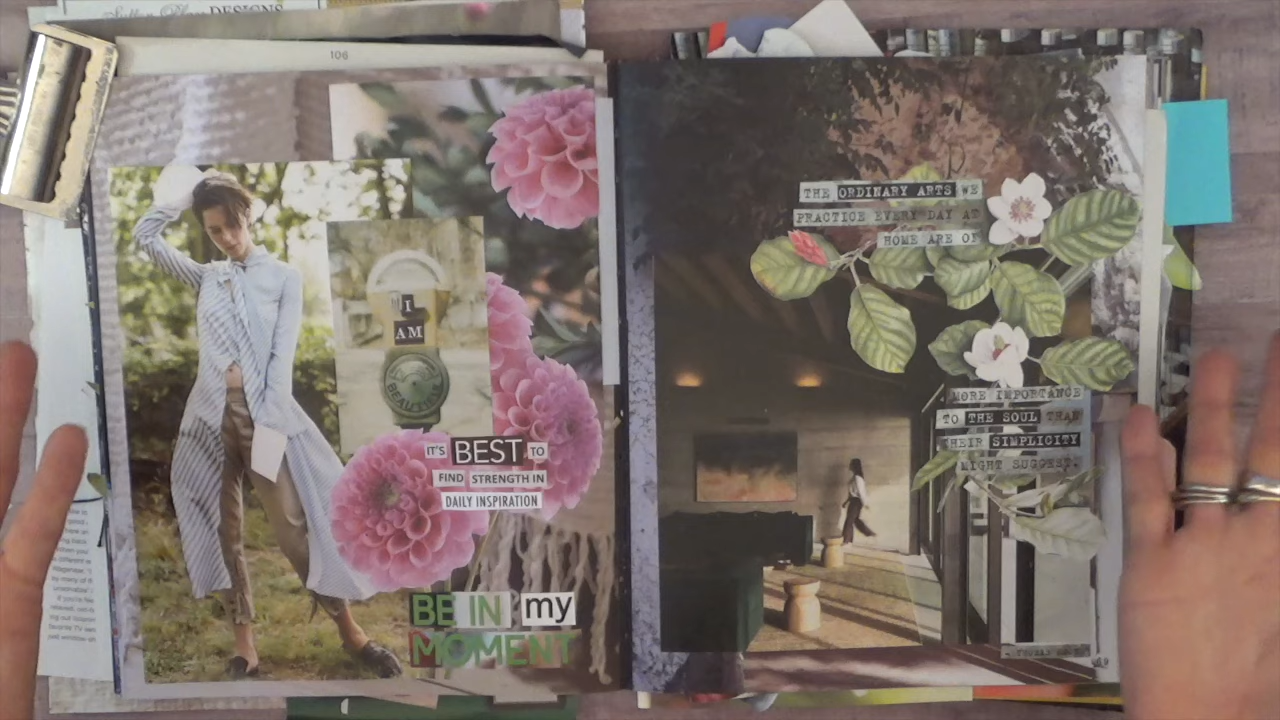 DESIGNS
106
I
AM
BEAUTIFUL
IT'S BEST TO
FIND STRENGTH IN
DAILY INSPIRATION
BE IN my
MOMENT
THE ORDINARY ARTS WE
PRACTICE EVERY DAY AT
HOME ARE OF
MORE IMPORTANCE
TO THE SOUL THAN
THEIR SIMPLICITY
MIGHT SUGGEST.